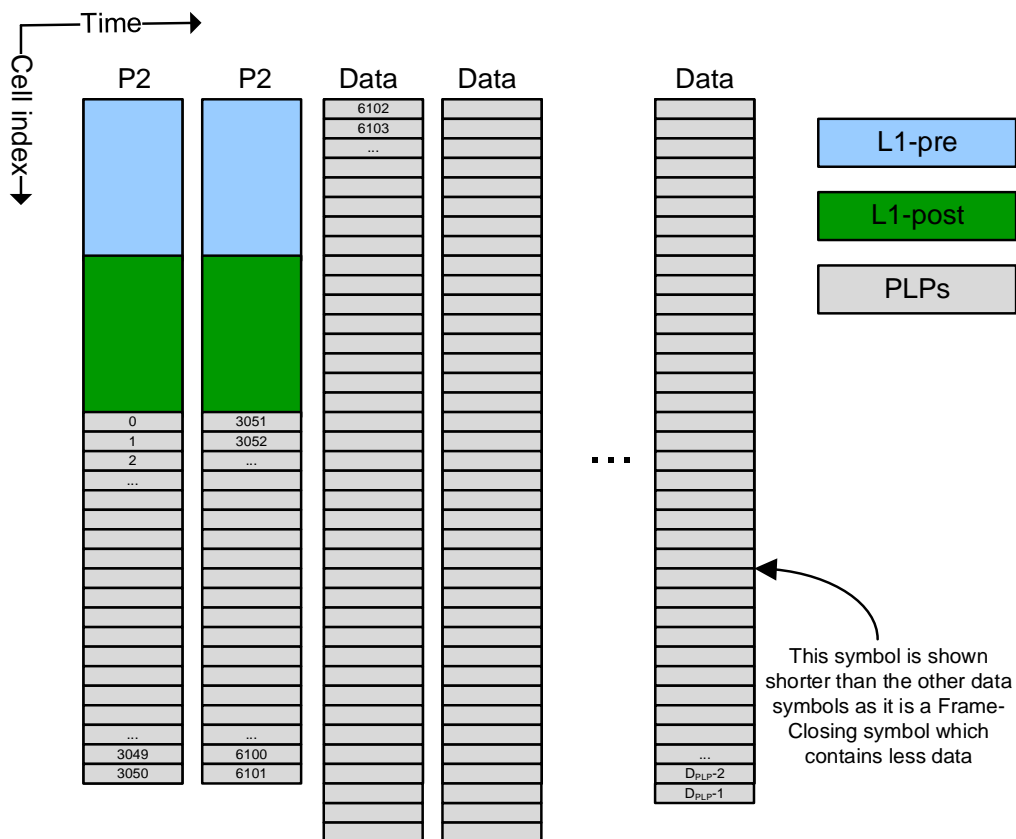 Time
Cell index
P2
P2
Data
Data
Data
6102
6103
...
L1-pre
L1-post
PLPs
0
1
2
...
3051
3052
...
...
...
3049
3050
...
6100
6101
...
D_PLP-2
D_PLP-1
This symbol is shown
shorter than the other data
symbols as it is a Frame-
Closing symbol which
contains less data